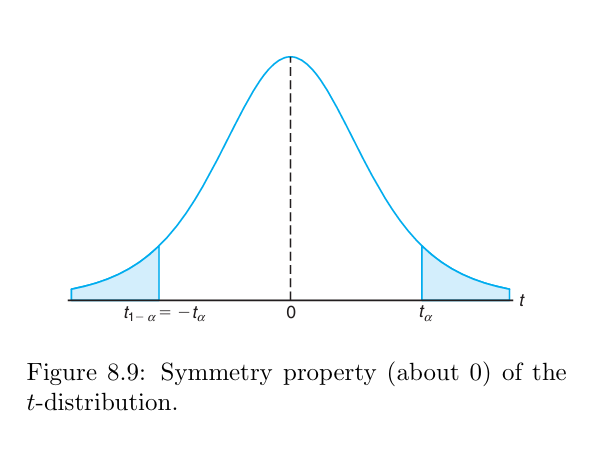 t
t₁₋α = −tα
0
tα
Figure 8.9: Symmetry property (about 0) of the
t-distribution.